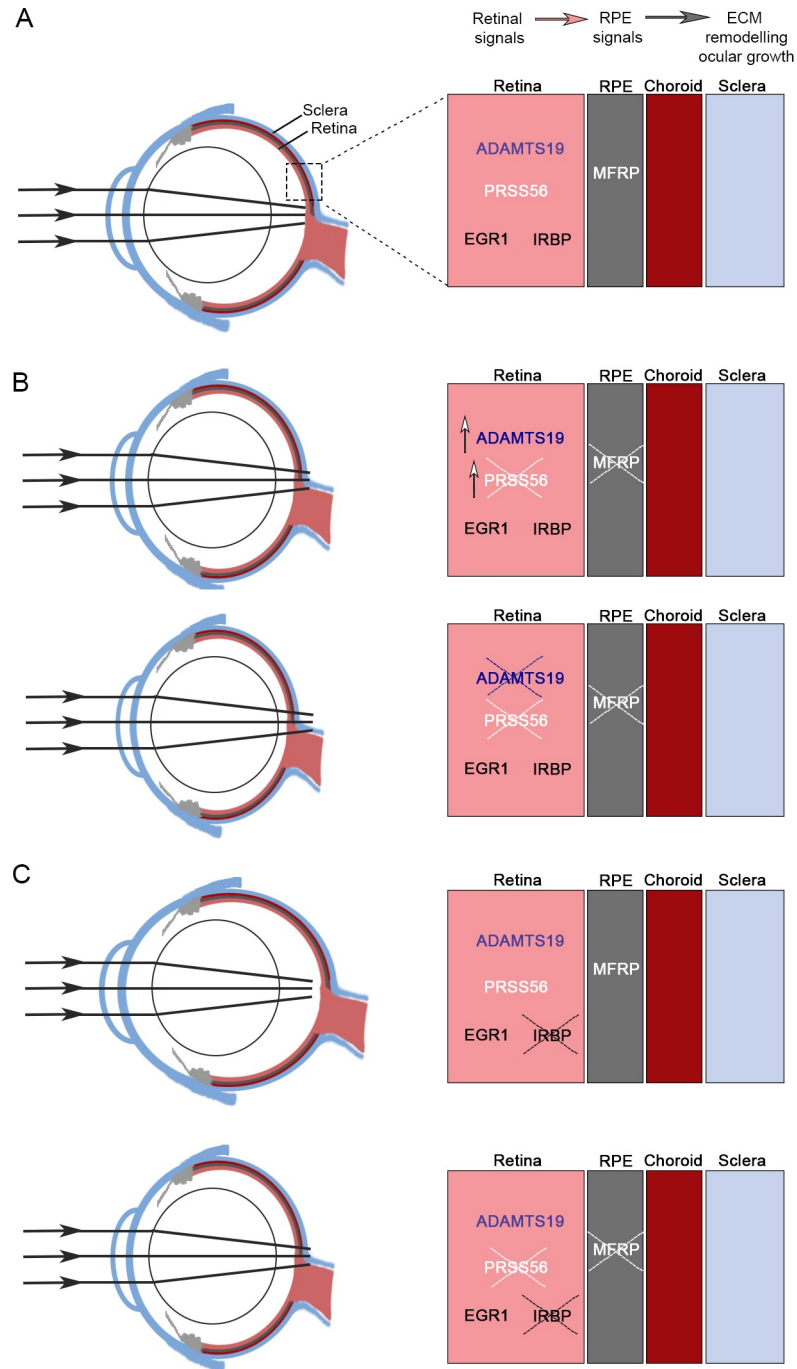 A
Retinal signals
RPE signals
ECM remodelling ocular growth
Sclera
Retina
Retina RPE Choroid Sclera
ADAMTS19
MFRP
PRSS56
EGR1 IRBP
B
Retina RPE Choroid Sclera
ADAMTS19
MFRP
PRSS56
EGR1 IRBP
Retina RPE Choroid Sclera
ADAMTS19
MFRP
PRSS56
EGR1 IRBP
C
Retina RPE Choroid Sclera
ADAMTS19
MFRP
PRSS56
EGR1 IRBP
Retina RPE Choroid Sclera
ADAMTS19
MFRP
PRSS56
EGR1 IRBP